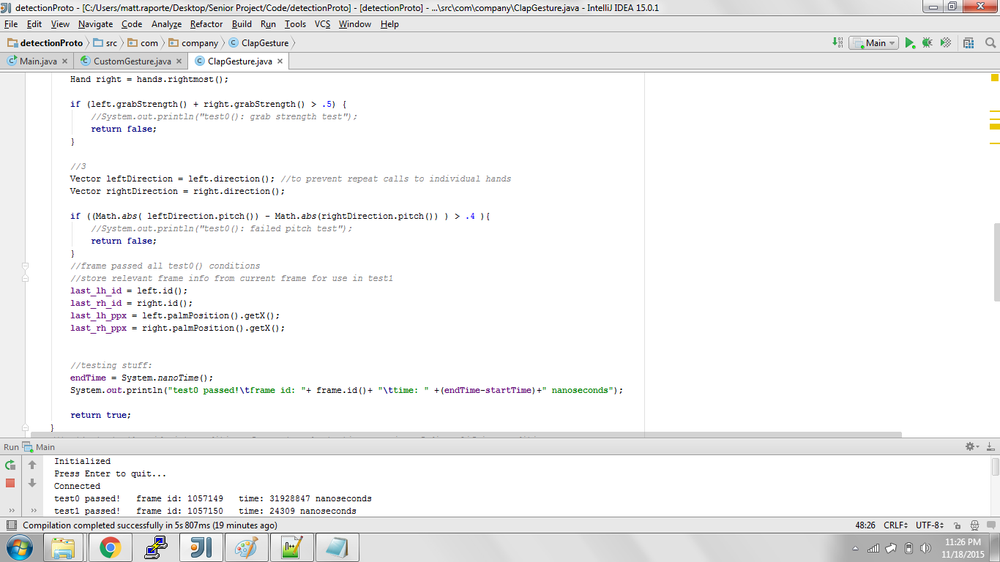 detectionProto - [C:/Users/matt.raporte/Desktop/Senior Project/Code/detectionProto] - [detectionProto] - ...\src\com\company\ClapGesture.java - IntelliJ IDEA 15.0.1
File Edit View Navigate Code Analyze Refactor Build Run Tools VCS Window Help
detectionProto src com company ClapGesture Main
Main.java CustomGesture.java ClapGesture.java
Hand right = hands.rightmost();
if (left.grabStrength() + right.grabStrength() > .5) {
//System.out.println("test0(): grab strength test");
return false;
}
//3
Vector leftDirection = left.direction(); //to prevent repeat calls to individual hands
Vector rightDirection = right.direction();
if ((Math.abs( leftDirection.pitch()) - Math.abs(rightDirection.pitch()) ) > .4 ){
//System.out.println("test0(): failed pitch test");
return false;
}
//frame passed all test0() conditions
//store relevant frame info from current frame for use in test1
last_lh_id = left.id();
last_rh_id = right.id();
last_lh_ppx = left.palmPosition().getX();
last_rh_ppx = right.palmPosition().getX();
//testing stuff:
endTime = System.nanoTime();
System.out.println("test0 passed!\tframe id: "+ frame.id()+ "\ttime: " +(endTime-startTime)+" nanoseconds");
return true;
}
Run Main
Initialized
Press Enter to quit...
Connected
test0 passed! frame id: 1057149 time: 31928847 nanoseconds
test1 passed! frame id: 1057150 time: 24309 nanoseconds
Compilation completed successfully in 5s 807ms (19 minutes ago) 48:26 CRLF UTF-8
11:26 PM
11/18/2015